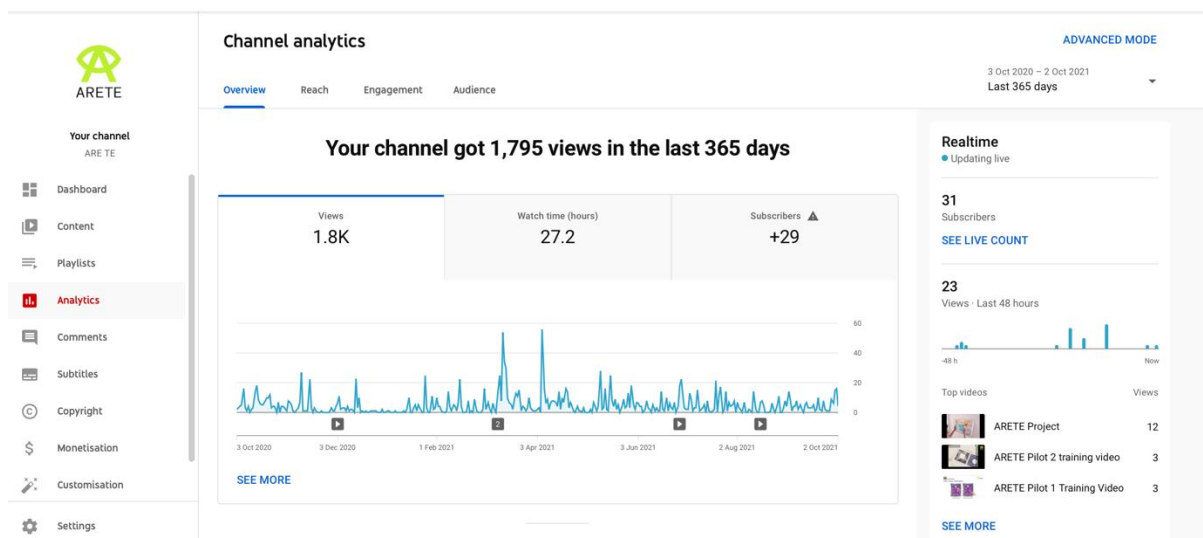 ARETE
Your channel
ARE TE
Dashboard
Content
Playlists
Analytics
Comments
Subtitles
Copyright
Monetisation
Customisation
Settings
Channel analytics
ADVANCED MODE
Overview Reach Engagement Audience
3 Oct 2020 – 2 Oct 2021
Last 365 days
Your channel got 1,795 views in the last 365 days
Views
1.8K
Watch time (hours)
27.2
Subscribers
+29
60
40
20
0
2
3 Oct 2020 3 Dec 2020 1 Feb 2021 3 Apr 2021 3 Jun 2021 2 Aug 2021 2 Oct 2021
SEE MORE
Realtime
Updating live
31
Subscribers
SEE LIVE COUNT
23
Views · Last 48 hours
-48 h Now
Top videos Views
ARETE Project 12
ARETE Pilot 2 training video 3
ARETE Pilot 1 Training Video 3
SEE MORE